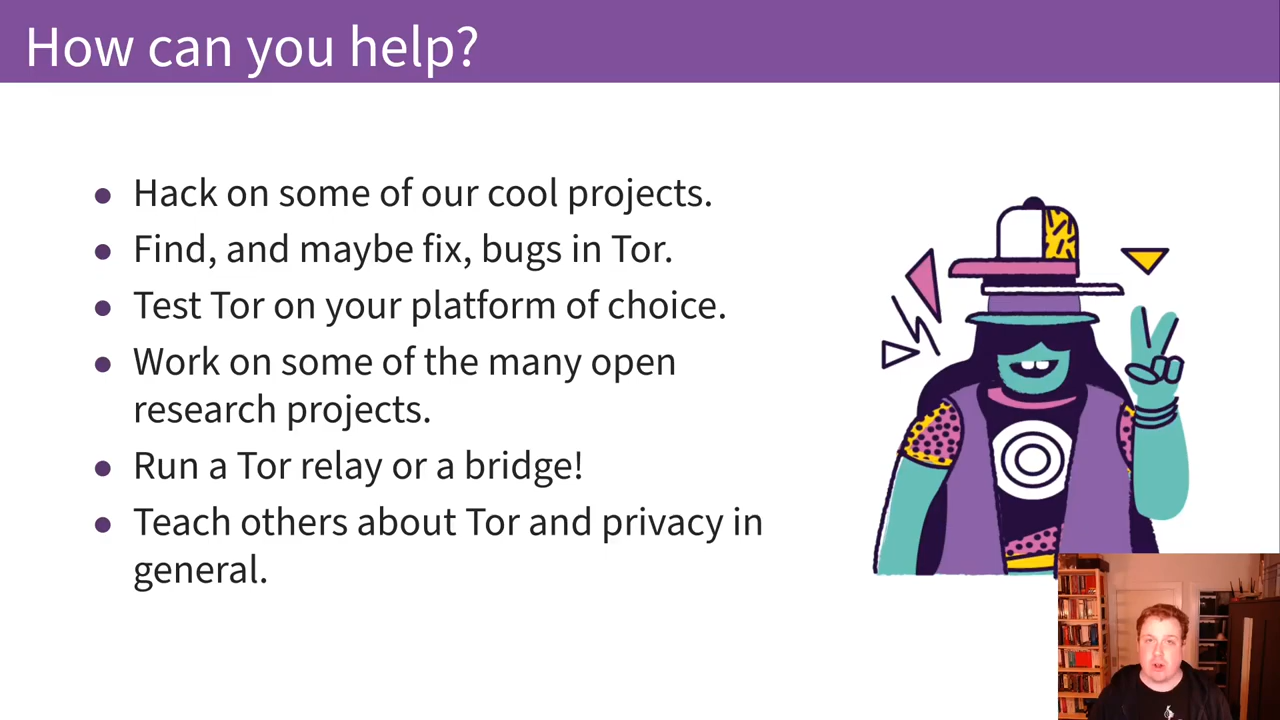 How can you help?
Hack on some of our cool projects.
Find, and maybe fix, bugs in Tor.
Test Tor on your platform of choice.
Work on some of the many open
research projects.
Run a Tor relay or a bridge!
Teach others about Tor and privacy in
general.